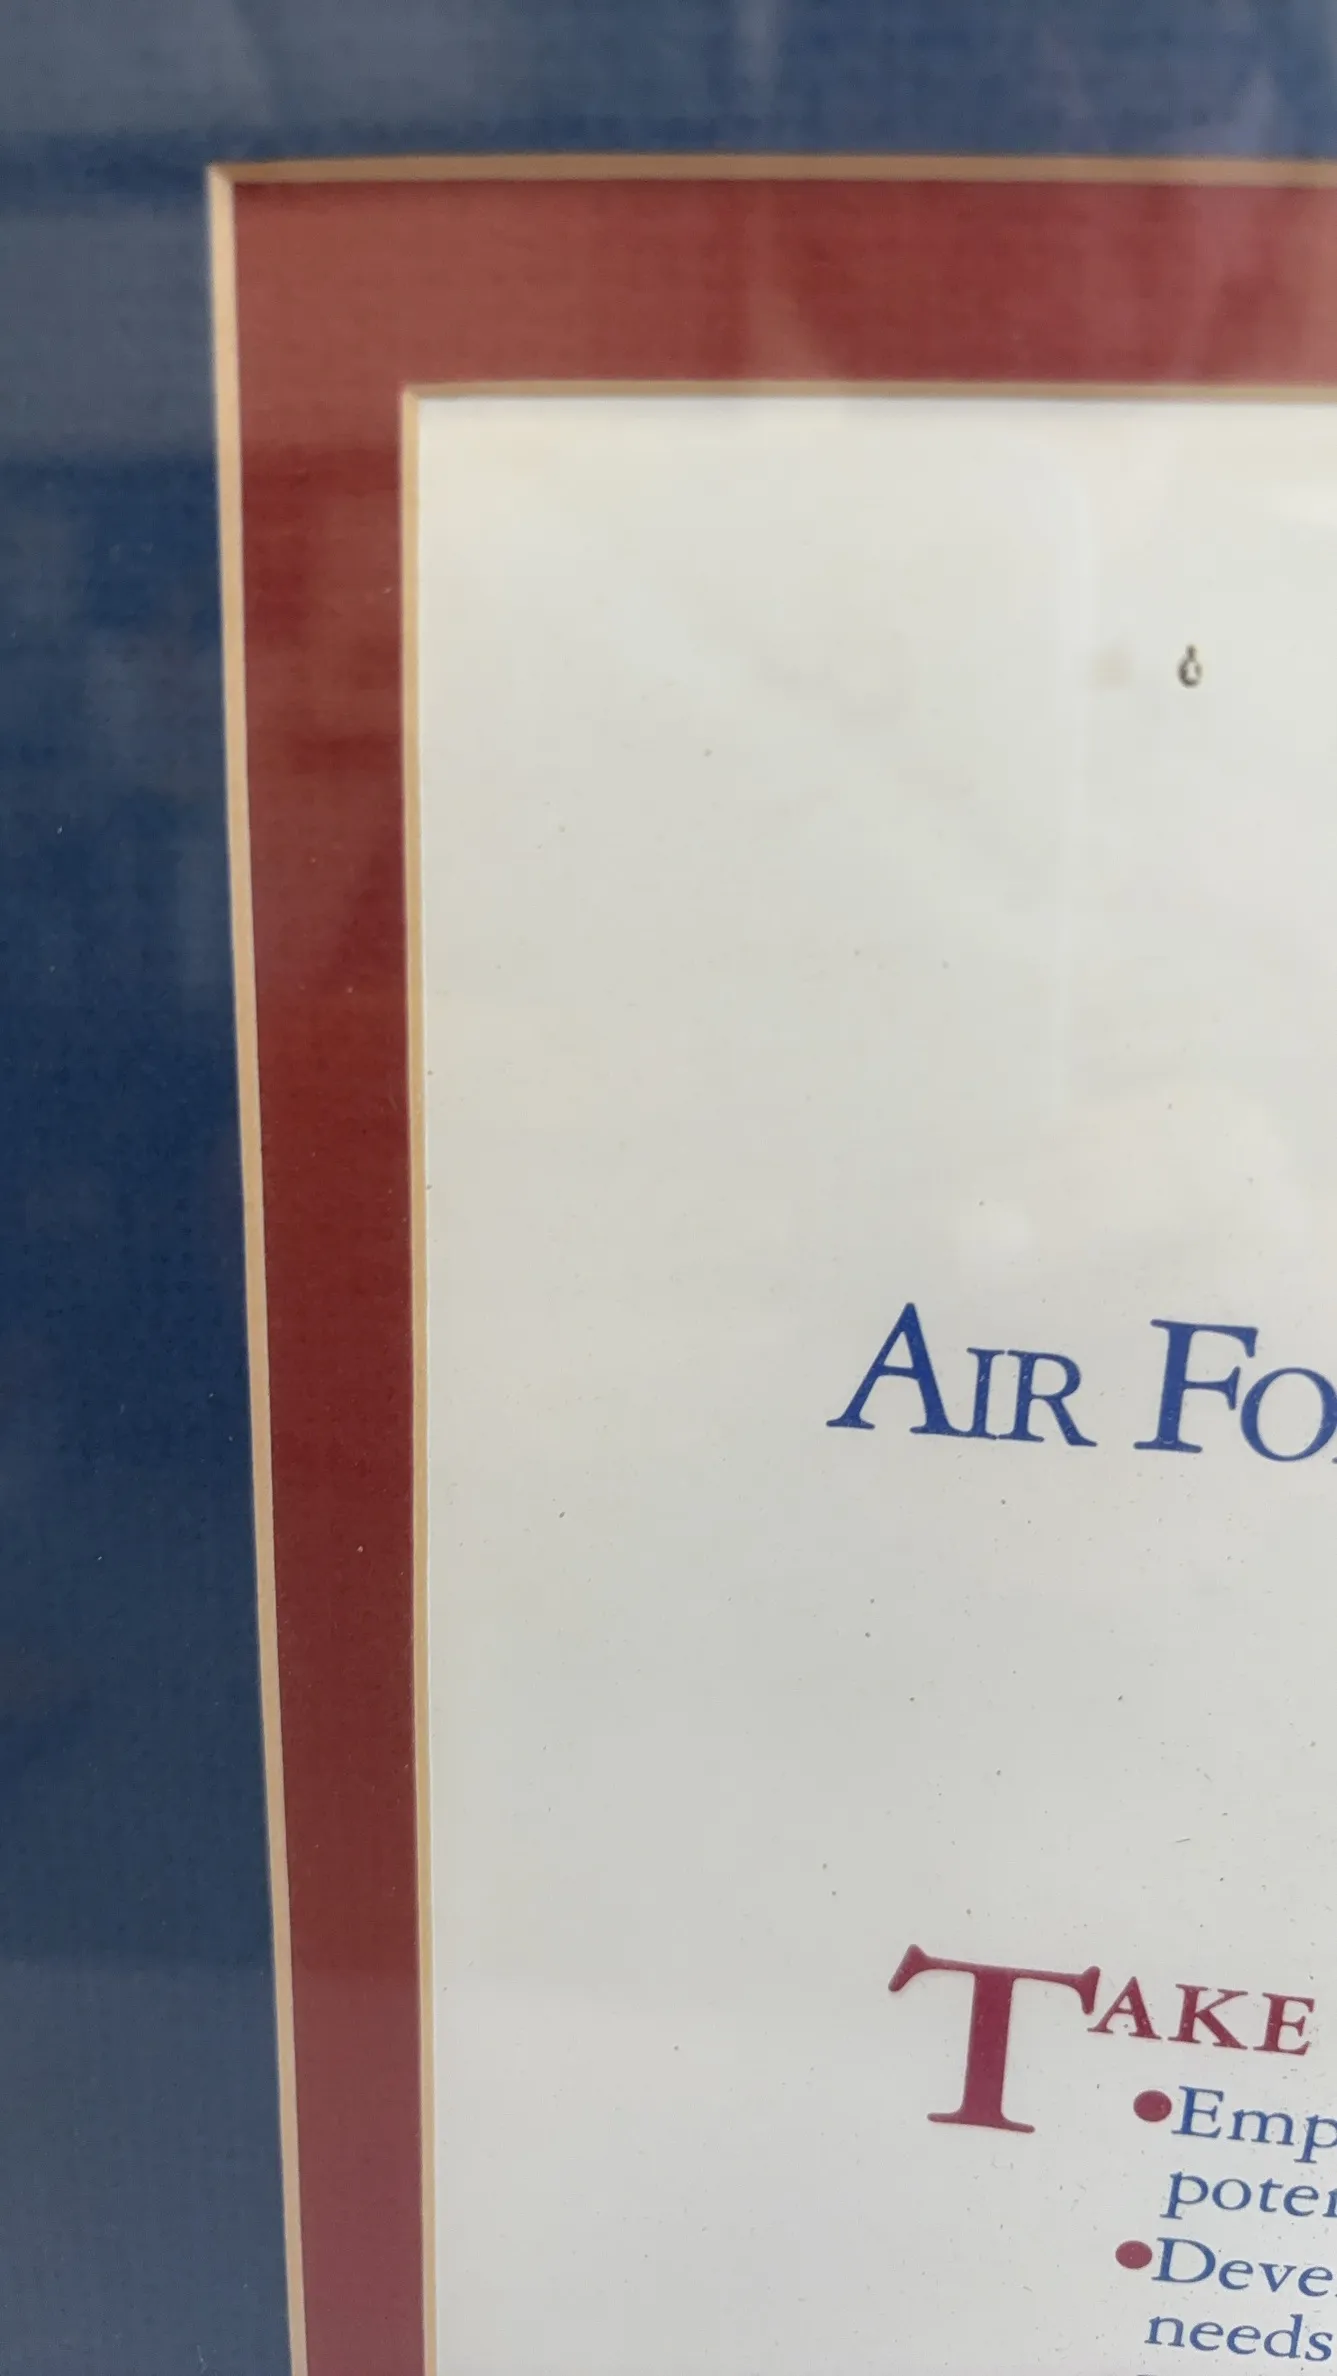 AIR FO
TAKE
•Emp
poter
•Deve
needs